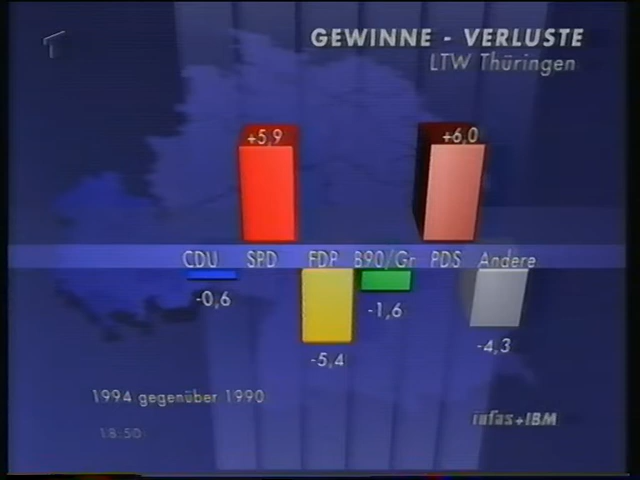 GEWINNE - VERLUSTE
LTW Thüringen
+5,9
+6,0
CDU SPD FDP B90/Gr PDS Andere
-0,6
-1,6
-5,4
-4,3
1994 gegenüber 1990
infas+IBM
18:50